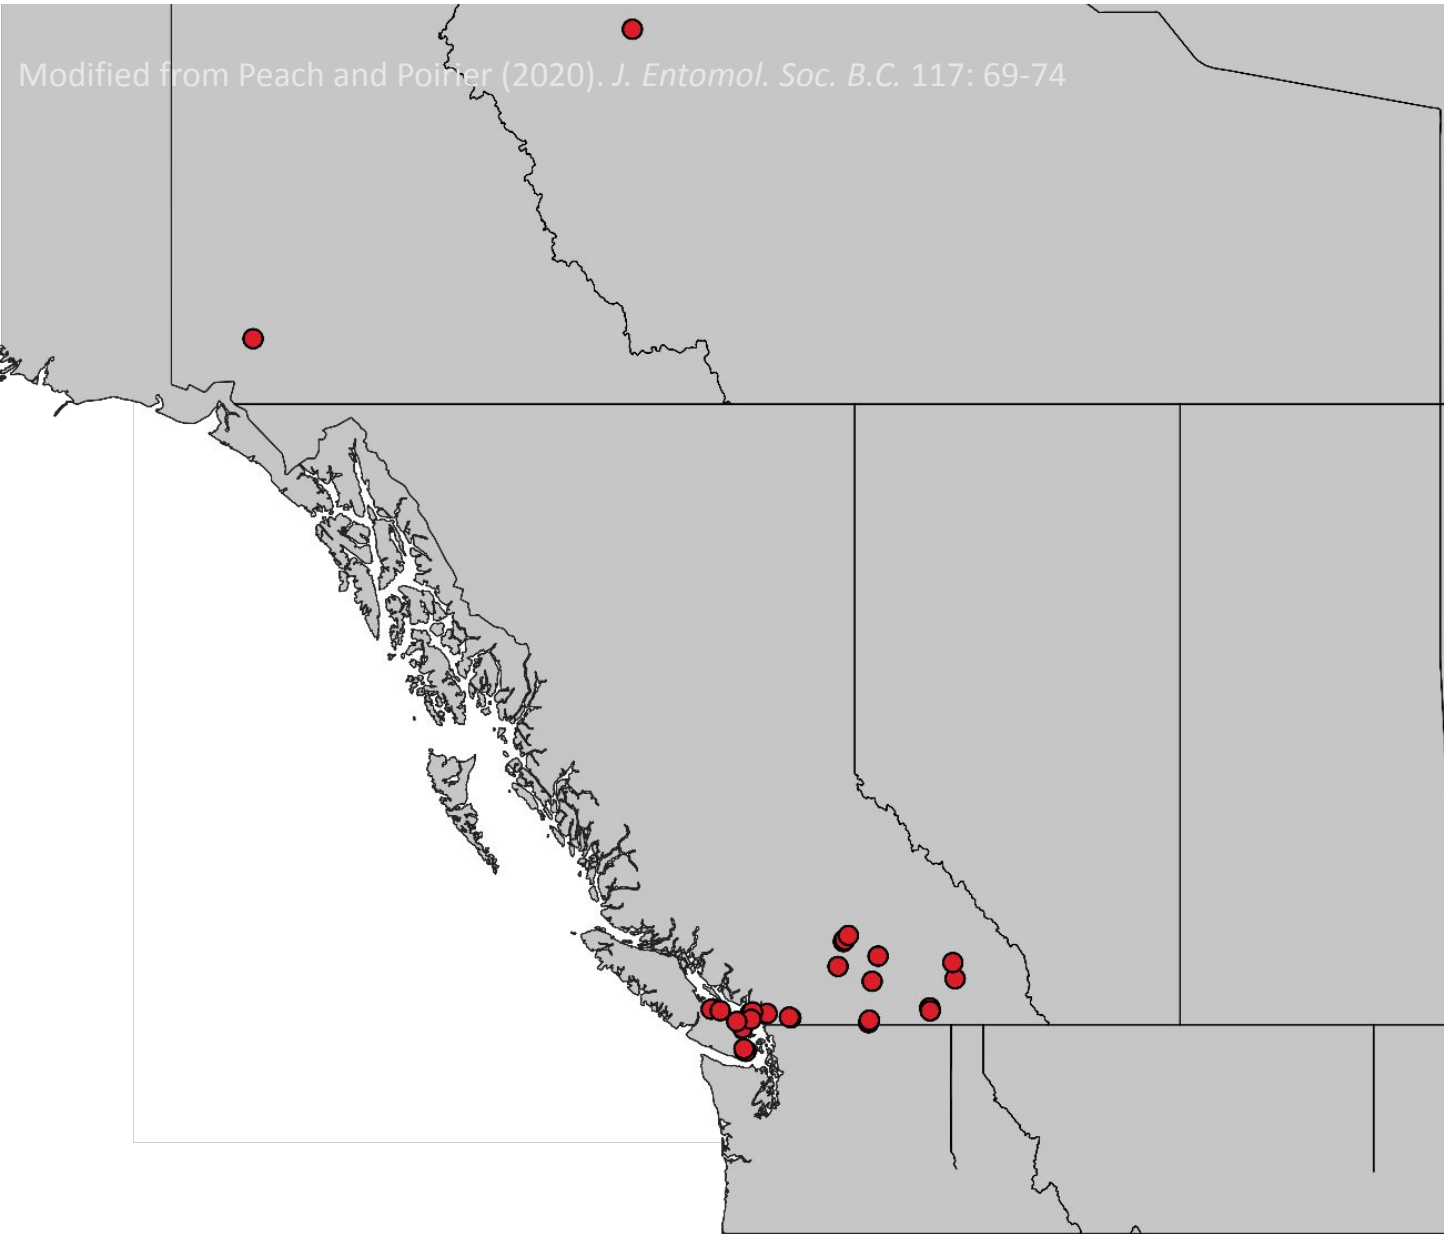 Modified from Peach and Poirier (2020). J. Entomol. Soc. B.C. 117: 69-74